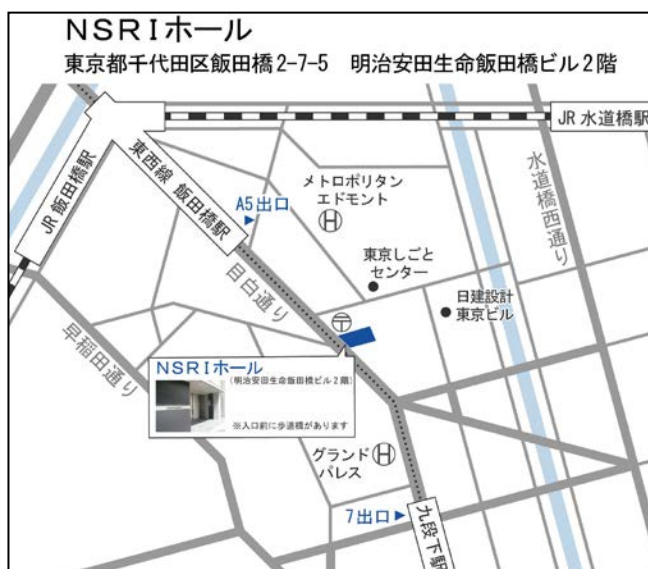 NSRIホール
東京都千代田区飯田橋2-7-5 明治安田生命飯田橋ビル2階
JR 水道橋駅
JR 飯田橋駅
東西線 飯田橋駅
A5出口
メトロポリタン
エドモント
H
水道橋西通り
目白通り
東京しごと
センター
日建設計
東京ビル
早稲田通り
〒
NSRIホール
(明治安田生命飯田橋ビル2階)
※入口前に歩道橋があります
グランド
パレス
H
7出口
九段下駅